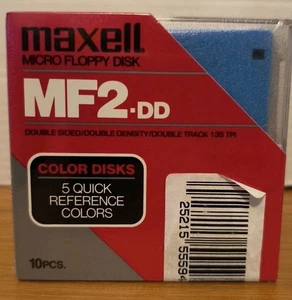 maxell
MICRO FLOPPY DISK
MF2-DD
DOUBLE SIDED/DOUBLE DENSITY/DOUBLE TRACK 135 TPI
COLOR DISKS
5 QUICK
REFERENCE
COLORS
25215 55594
10PCS.